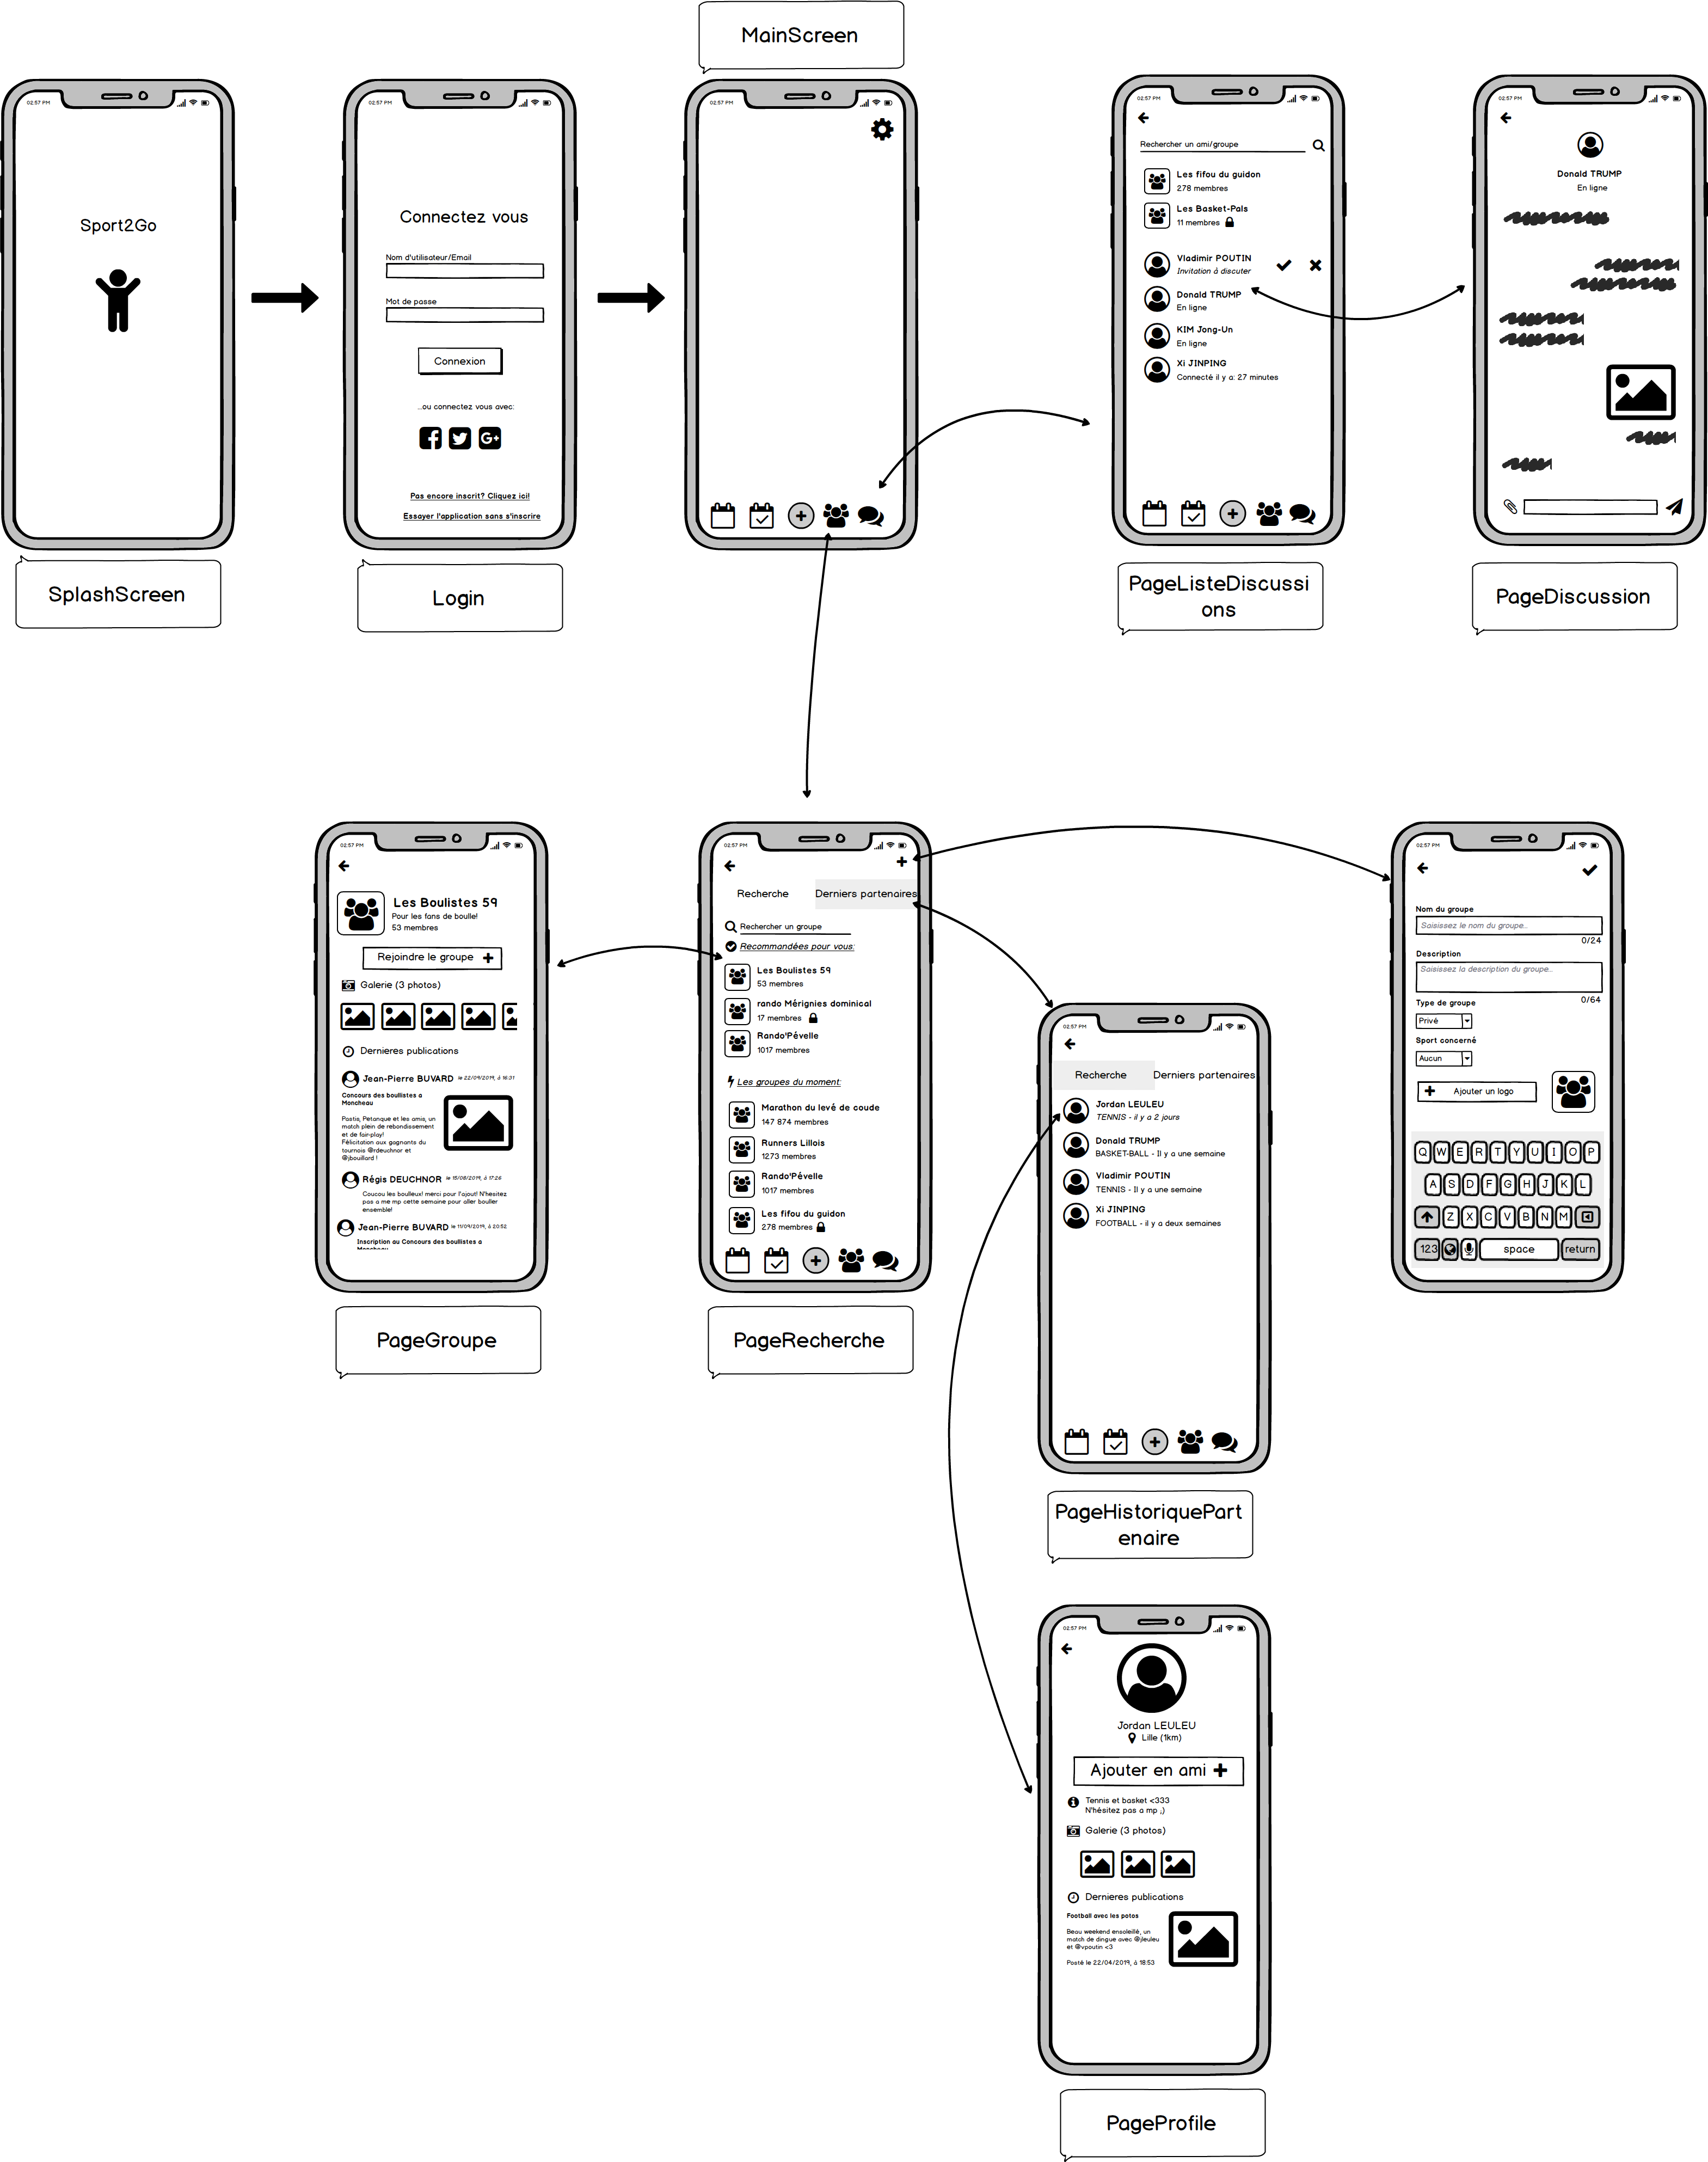 MainScreen
02:57 PM
Sport2Go
SplashScreen
02:57 PM
Connectez vous
Nom d'utilisateur/Email
Mot de passe
Connexion
...ou connectez vous avec:
Pas encore inscrit? Cliquez ici!
Essayer l'application sans s'inscrire
Login
02:57 PM
02:57 PM
Rechercher un ami/groupe
Les fifou du guidon
278 membres
Les Basket-Pals
11 membres
Vladimir POUTIN
Invitation à discuter
Donald TRUMP
En ligne
KIM Jong-Un
En ligne
Xi JINPING
Connecté il y a: 27 minutes
PageListeDiscussi
ons
02:57 PM
Donald TRUMP
En ligne
PageDiscussion
02:57 PM
Les Boulistes 59
Pour les fans de boulle!
53 membres
Rejoindre le groupe
Galerie (3 photos)
Dernieres publications
Jean-Pierre BUVARD le 22/09/2019, à 16:31
Concours des boullistes a
Moncheau
Pastis, Petanque et les amis, un
match plein de rebondissement
et de fair-play!
Félicitation aux gagnants du
tournois @rdeuchnor et
@jbouillard !
Régis DEUCHNOR le 15/08/2019, à 17:26
Coucou les boulleux! merci pour l'ajout! N'hesitez
pas a me mp cette semaine pour aller bouller
ensemble!
Jean-Pierre BUVARD le 11/09/2019, à 20:52
Inscription au Concours des boullistes a
Moncheau
PageGroupe
02:57 PM
Recherche
Derniers partenaires
Rechercher un groupe
Recommandées pour vous:
Les Boulistes 59
53 membres
rando Mérignies dominical
17 membres
Rando'Pévelle
1017 membres
Les groupes du moment:
Marathon du levé de coude
147 874 membres
Runners Lillois
1273 membres
Rando'Pévelle
1017 membres
Les fifou du guidon
278 membres
PageRecherche
02:57 PM
Recherche
Derniers partenaires
Jordan LEULEU
TENNIS - il y a 2 jours
Donald TRUMP
BASKET-BALL - Il y a une semaine
Vladimir POUTIN
TENNIS - Il y a une semaine
Xi JINPING
FOOTBALL - il y a deux semaines
PageHistoriquePart
enaire
02:57 PM
Nom du groupe
Saisissez le nom du groupe...
0/24
Description
Saisissez la description du groupe...
0/64
Type de groupe
Privé
Sport concerné
Aucun
Ajouter un logo
Q W E R T Y U I O P
A S D F G H J K L
Z X C V B N M
123 space return
02:57 PM
Jordan LEULEU
Lille (1km)
Ajouter en ami
Tennis et basket <333
N'hésitez pas a mp ;)
Galerie (3 photos)
Dernieres publications
Football avec les potos
Beau weekend ensoleillé, un
match de dingue avec @jleuleu
et @vpoutin <3
Posté le 22/04/2019, à 18:53
PageProfile